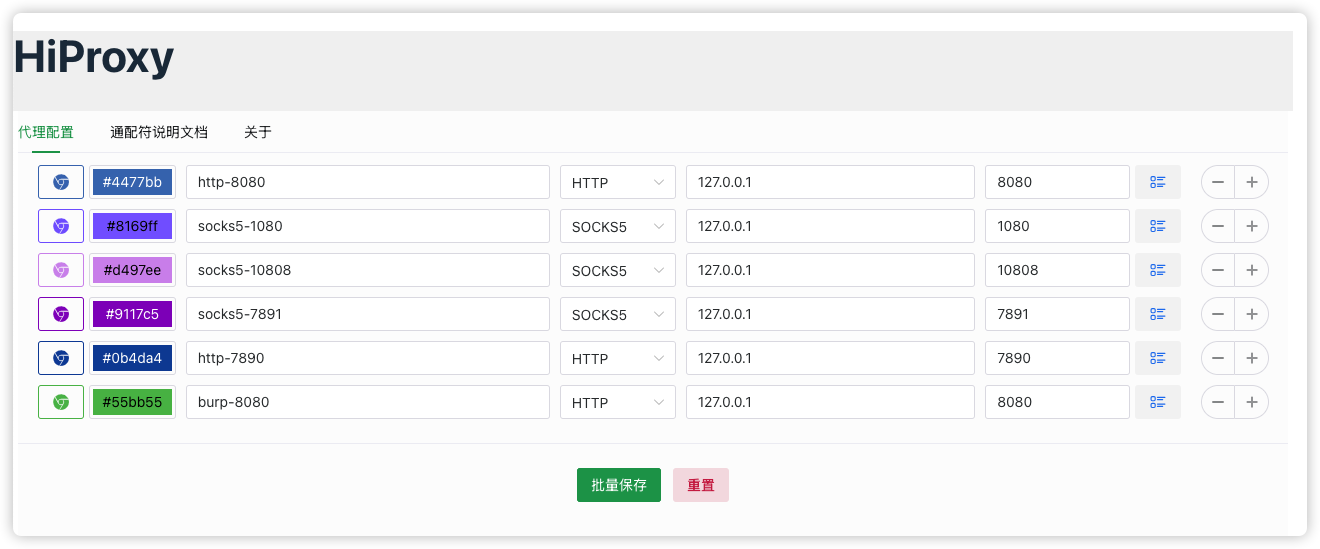 HiProxy
代理配置 通配符说明文档 关于
#4477bb http-8080 HTTP 127.0.0.1 8080
#8169ff socks5-1080 SOCKS5 127.0.0.1 1080
#d497ee socks5-10808 SOCKS5 127.0.0.1 10808
#9117c5 socks5-7891 SOCKS5 127.0.0.1 7891
#0b4da4 http-7890 HTTP 127.0.0.1 7890
#55bb55 burp-8080 HTTP 127.0.0.1 8080
批量保存 重置